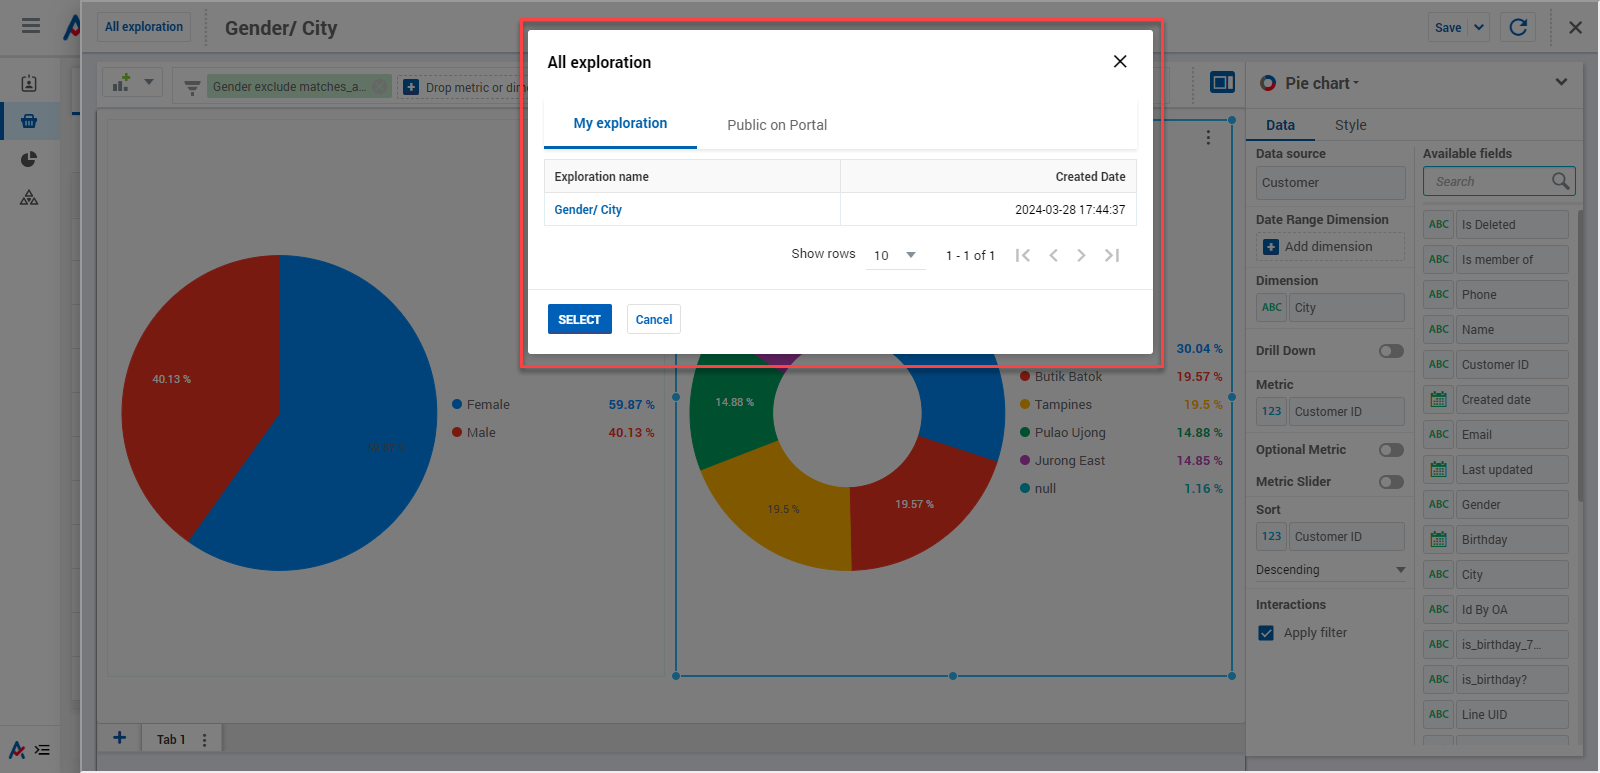 All exploration
Gender/ City
Save
Gender exclude matches_a...
Drop metric or dim
All exploration
My exploration
Public on Portal
Exploration name
Created Date
Gender/ City
2024-03-28 17:44:37
Show rows
10
1 - 1 of 1
SELECT
Cancel
40.13 %
Female
59.87 %
Male
40.13 %
14.88 %
19.5 %
19.57 %
30.04 %
Butik Batok
19.57 %
Tampines
19.5 %
Pulao Ujong
14.88 %
Jurong East
14.85 %
null
1.16 %
Tab 1
Pie chart
Data
Style
Data source
Customer
Date Range Dimension
Add dimension
Dimension
ABC
City
Drill Down
Metric
123
Customer ID
Optional Metric
Metric Slider
Sort
123
Customer ID
Descending
Interactions
Apply filter
Available fields
Search
ABC
Is Deleted
ABC
Is member of
ABC
Phone
ABC
Name
ABC
Customer ID
Created date
ABC
Email
Last updated
ABC
Gender
Birthday
ABC
City
ABC
Id By OA
ABC
is_birthday_7...
ABC
is_birthday?
ABC
Line UID